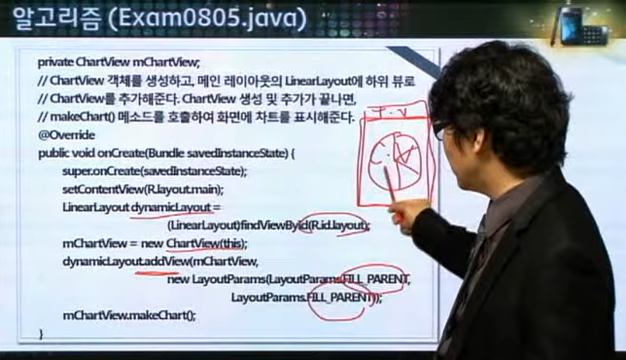 알고리즘 (Exam0805.java)
private ChartView mChartView;
// ChartView 객체를 생성하고, 메인 레이아웃의 LinearLayout에 하위 뷰로
// ChartView를 추가해준다. ChartView 생성 및 추가가 끝나면,
// makeChart() 메소드를 호출하여 화면에 차트를 표시해준다.
@Override
public void onCreate(Bundle savedInstanceState) {
super.onCreate(savedInstanceState);
setContentView(R.layout.main);
LinearLayout dynamicLayout =
(LinearLayout)findViewById(R.id.layout);
mChartView = new ChartView(this);
dynamicLayout.addView(mChartView,
new LayoutParams(LayoutParams.FILL_PARENT,
LayoutParams.FILL_PARENT));
mChartView.makeChart();
}
T.V